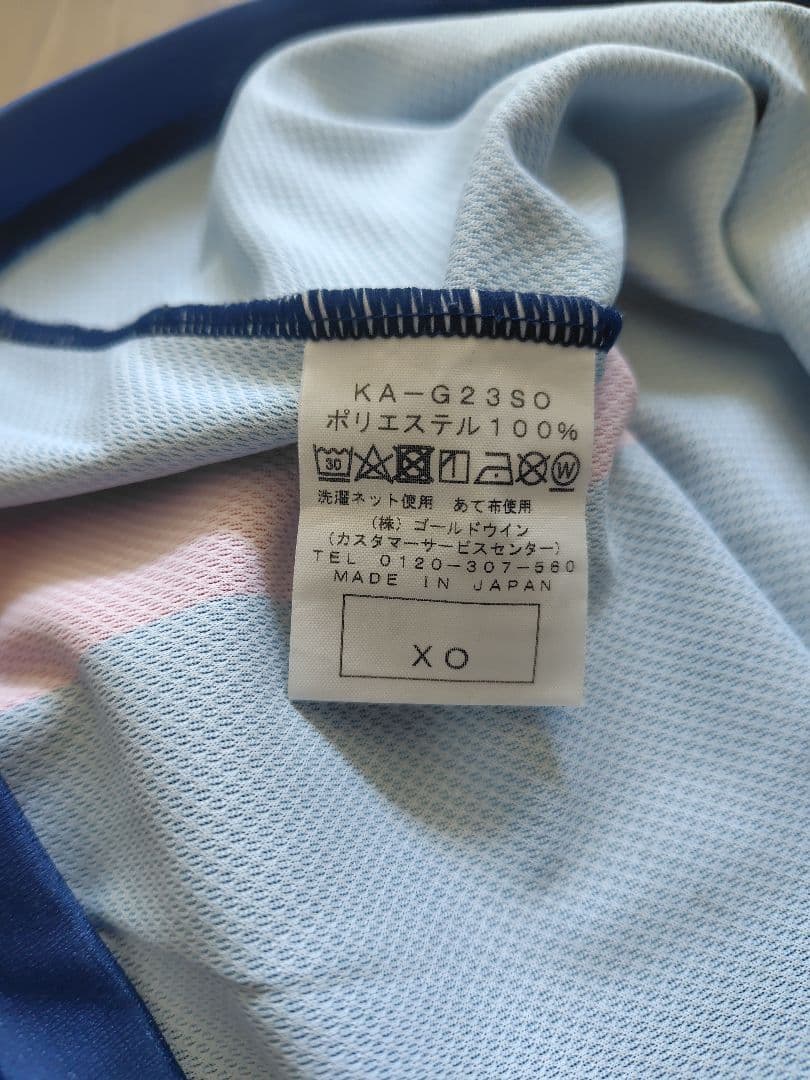 KA-G23SO
ポリエステル100%
30 W
洗濯ネット使用 あて布使用
(株)ゴールドウイン
(カスタマーサービスセンター)
TEL 0120-307-560
MADE IN JAPAN
XO